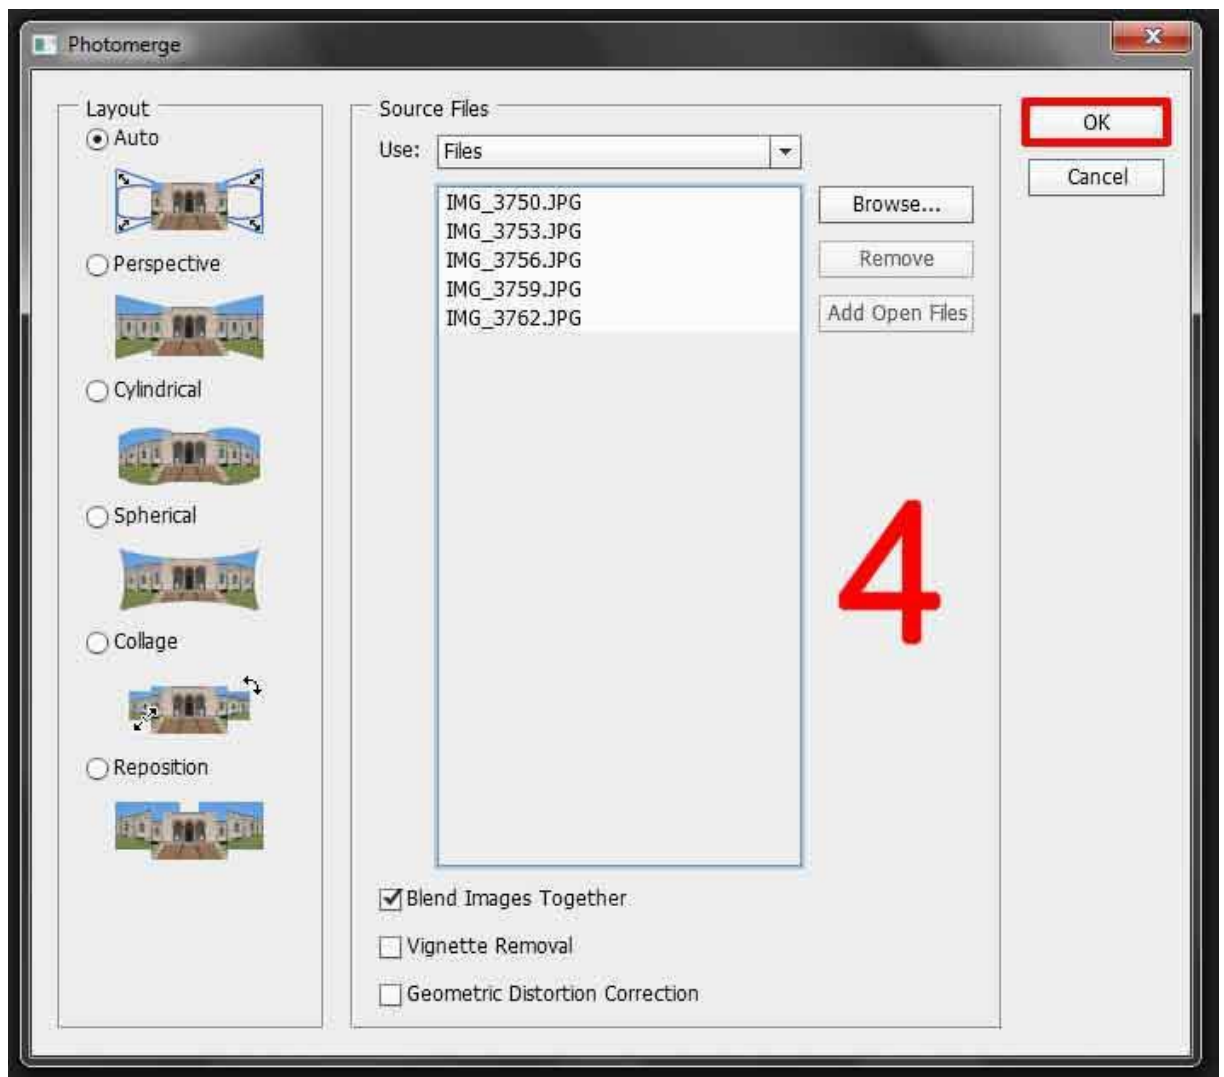 Photomerge
Layout
Auto
Perspective
Cylindrical
Spherical
Collage
Reposition
Source Files
Use: Files
IMG_3750.JPG
IMG_3753.JPG
IMG_3756.JPG
IMG_3759.JPG
IMG_3762.JPG
Browse...
Remove
Add Open Files
4
Blend Images Together
Vignette Removal
Geometric Distortion Correction
OK
Cancel